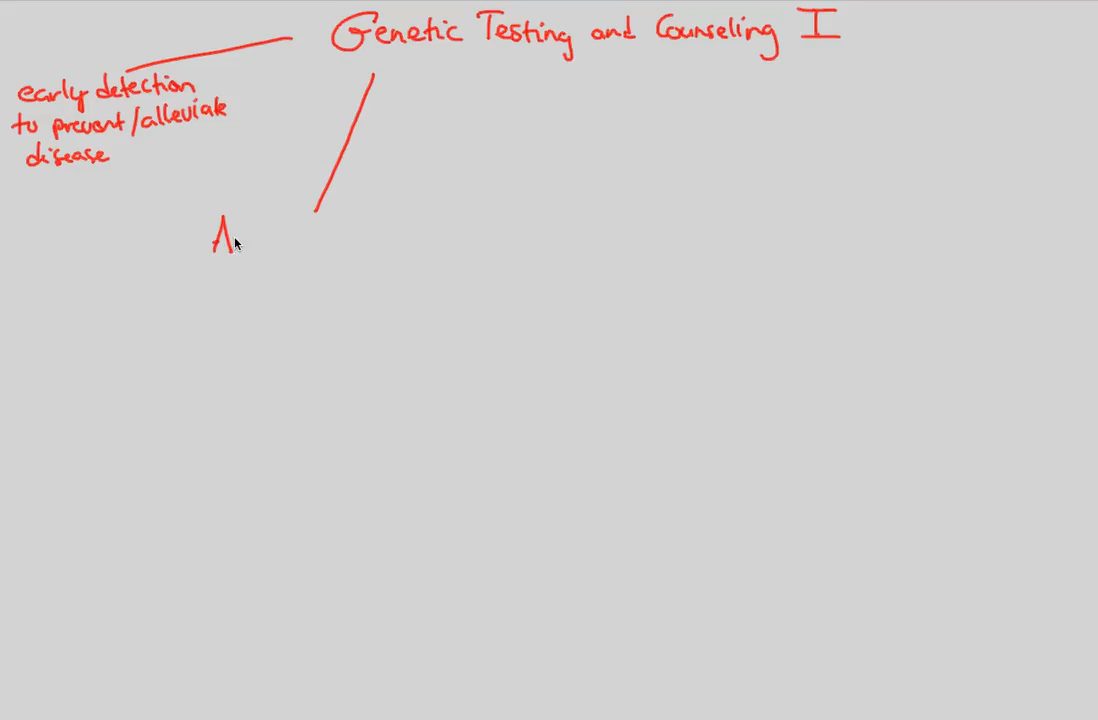 Genetic Testing and Counseling I
early detection
to prevent/alleviate
disease